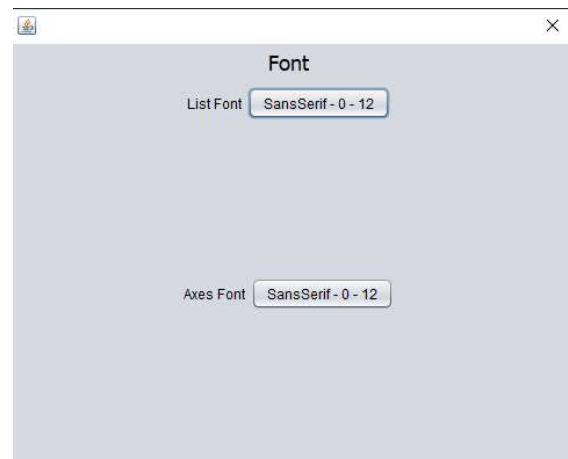 Font
List Font SansSerif - 0 - 12
Axes Font SansSerif - 0 - 12